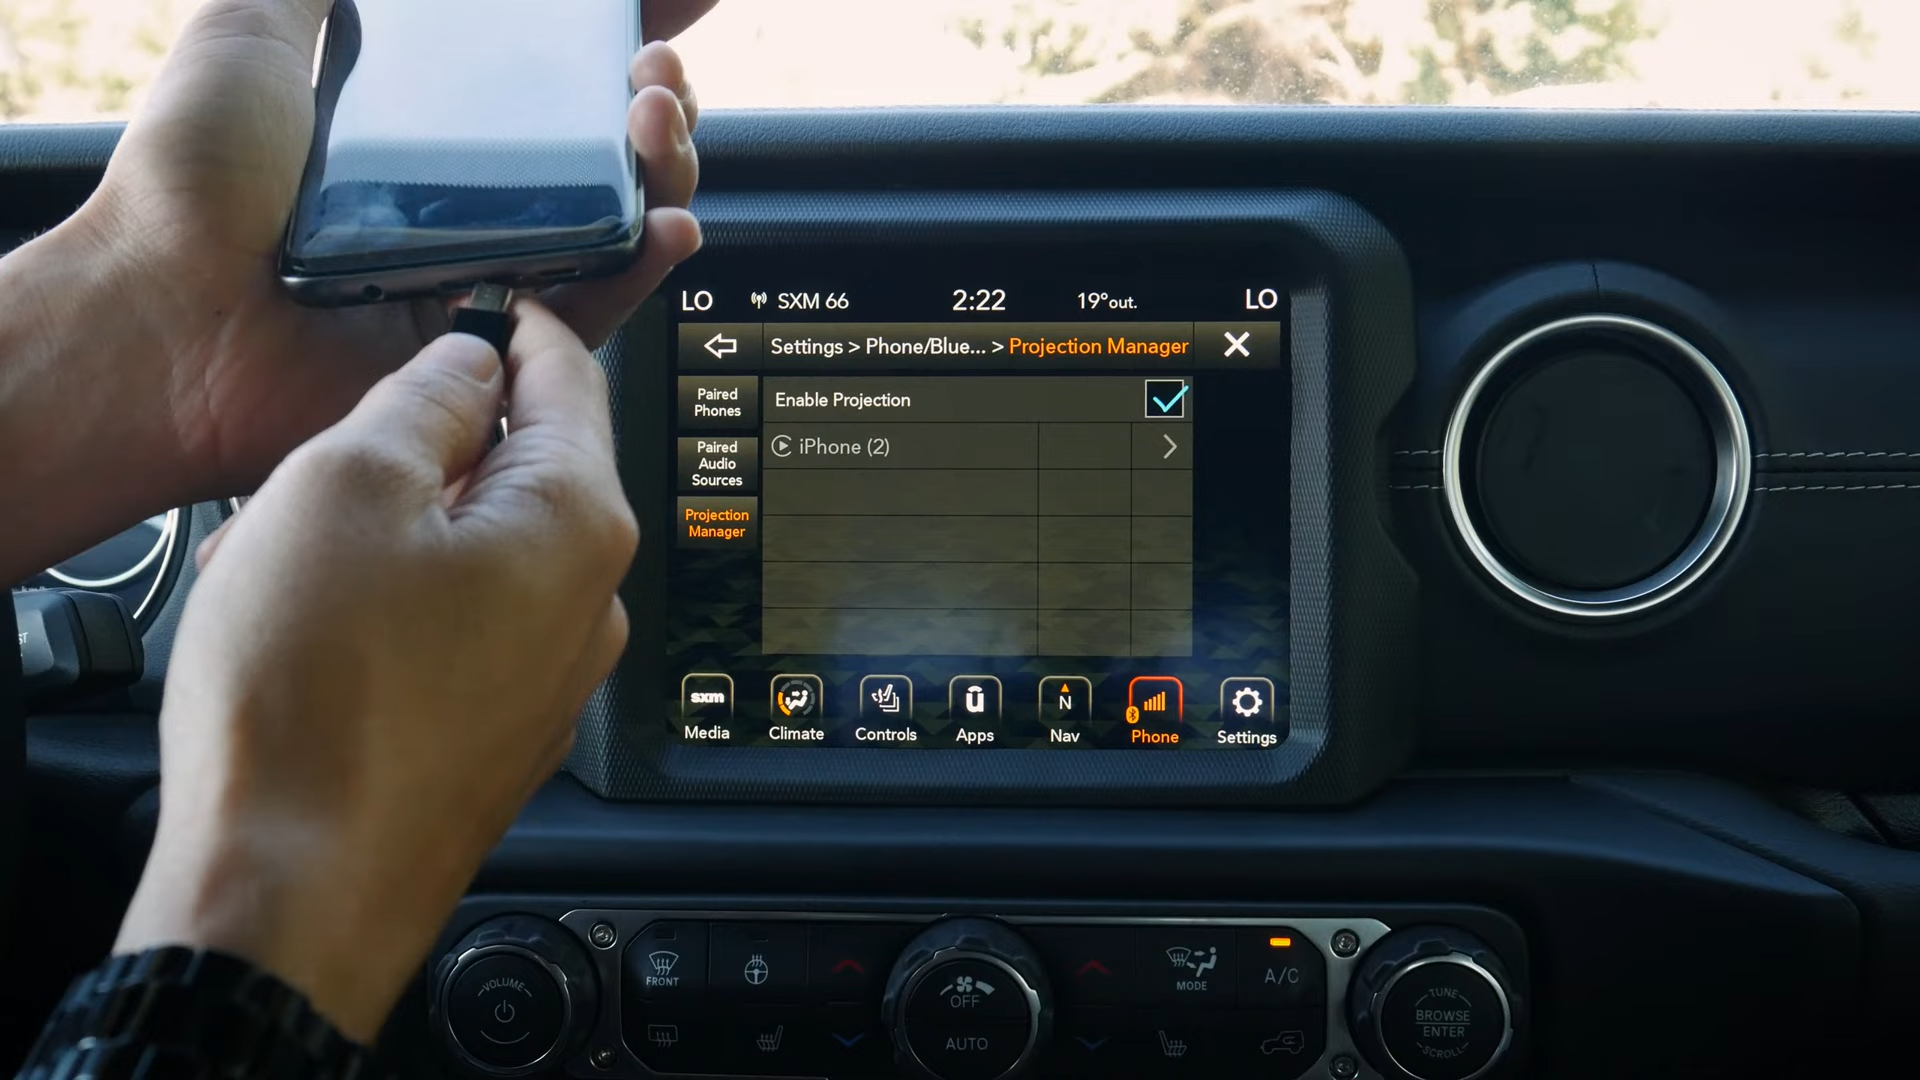 LO SXM 66 2:22 19°out. LO
Settings > Phone/Blue... > Projection Manager
Paired
Phones
Enable Projection
iPhone (2)
Paired
Audio
Sources
Projection
Manager
sxm
Media
Climate
Controls
ū
Apps
N
Nav
Phone
Settings
VOLUME
FRONT
OFF
AUTO
MODE
A/C
TUNE
BROWSE
ENTER
SCROLL